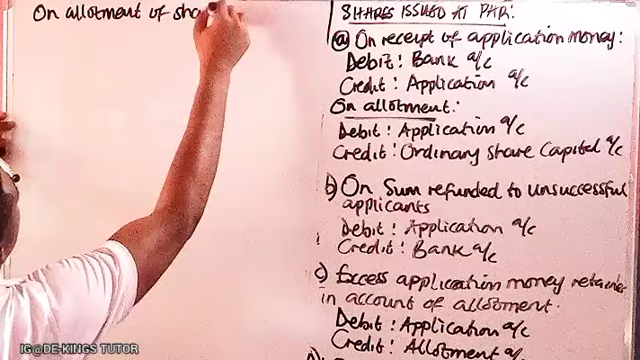 On allotment of sha
SHARES ISSUED AT PAR:
(a) On receipt of application money:
Debit: Bank a/c
Credit: Application a/c
On allotment:
Debit: Application a/c
Credit: Ordinary Share Capital a/c
b) On Sum refunded to unsuccessful
applicants
Debit: Application a/c
Credit: Bank a/c
c) Excess application money retained
in account of allotment.
Debit: Application a/c
Credit: Allotment a/c
IG@DE-KINGS TUTOR